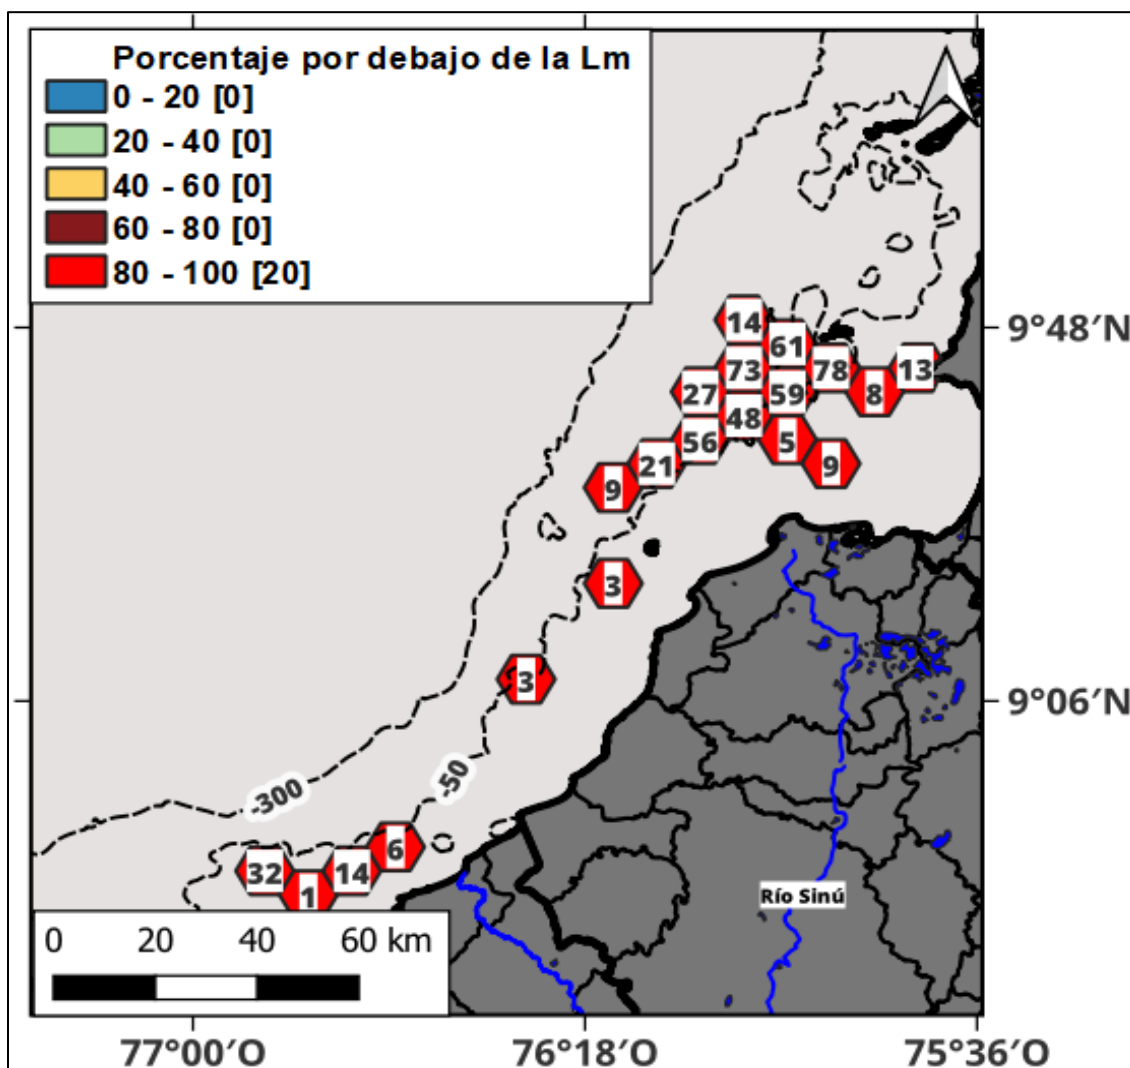 Porcentaje por debajo de la Lm
0 - 20 [0]
20 - 40 [0]
40 - 60 [0]
60 - 80 [0]
80 - 100 [20]
14
61
9°48′N
73
78
13
27
59
8
48
56
5
21
9
9
3
3
9°06′N
-50
-300
6
32
14
1
Río Sinú
0 20 40 60 km
77°00′O 76°18′O 75°36′O